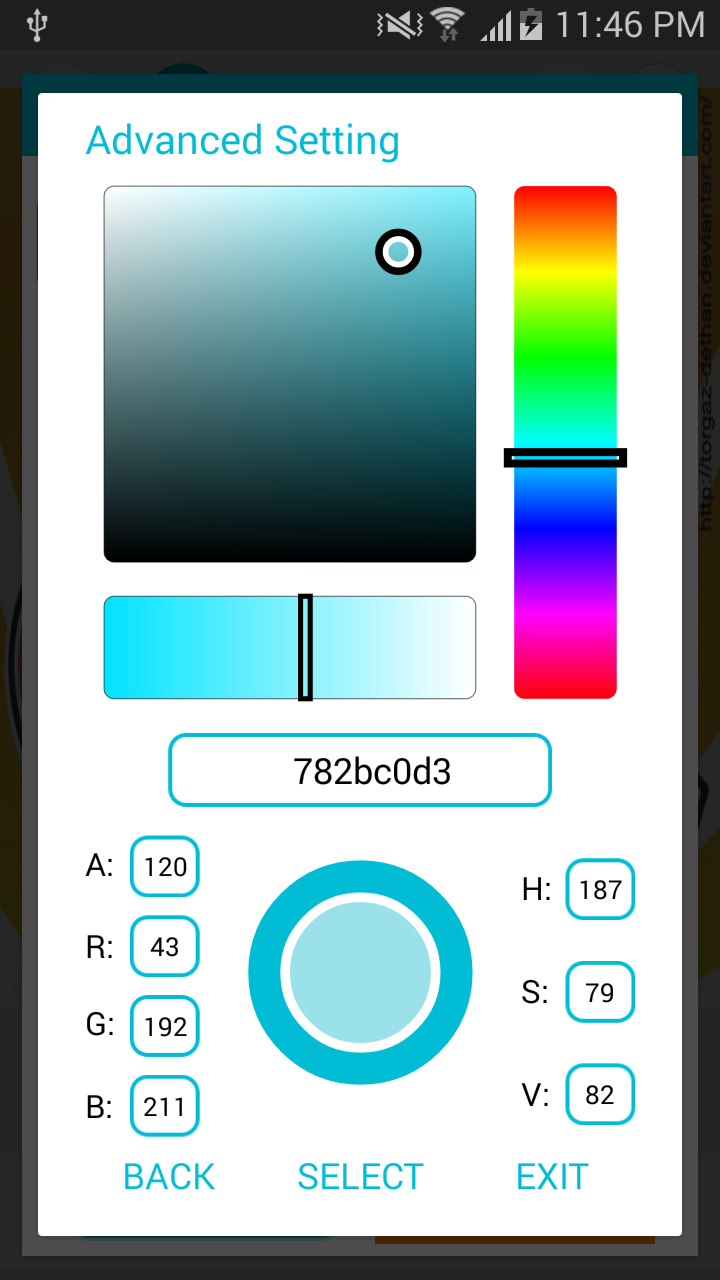 11:46 PM
Advanced Setting
http://torgaz-dethan.deviantart.com/
782bc0d3
A: 120
R: 43
G: 192
B: 211
H: 187
S: 79
V: 82
BACK SELECT EXIT